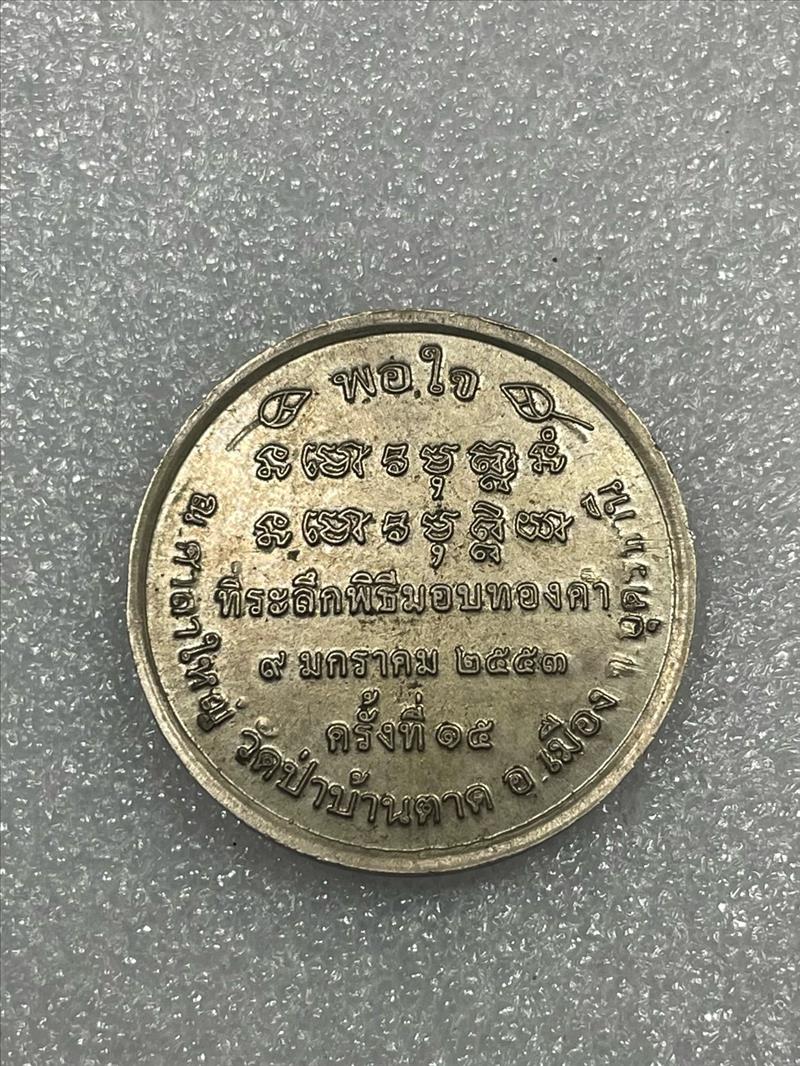 พอใจ
ที่ระลึกพิธีมอบทองคำ
๙ มกราคม ๒๕๕๓
ครั้งที่ ๑๕
ณ ศาลาใหญ่ วัดป่าบ้านตาด อ.เมือง จ.อุดรธานี